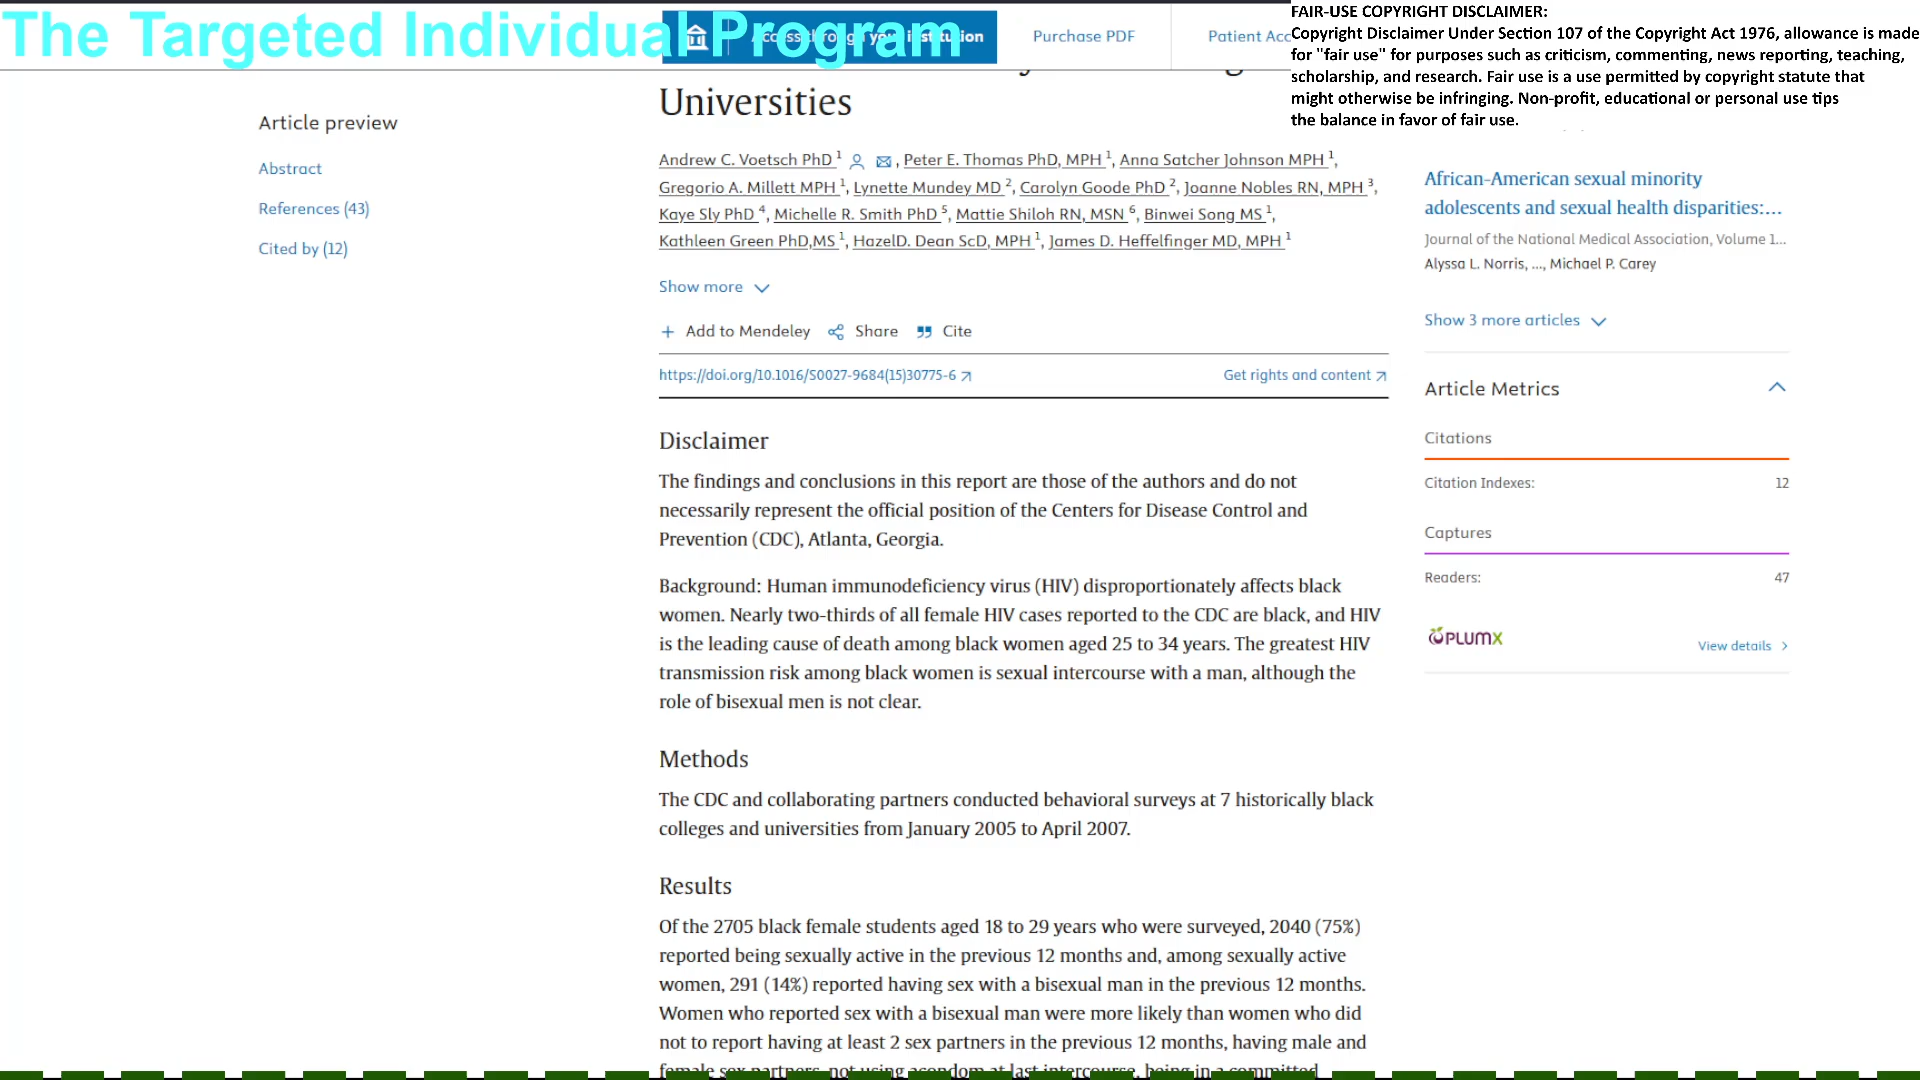 The Targeted Individual Program
Access through your institution
Purchase PDF
Patient Acc
FAIR-USE COPYRIGHT DISCLAIMER:
Copyright Disclaimer Under Section 107 of the Copyright Act 1976, allowance is made
for "fair use" for purposes such as criticism, commenting, news reporting, teaching,
scholarship, and research. Fair use is a use permitted by copyright statute that
might otherwise be infringing. Non-profit, educational or personal use tips
the balance in favor of fair use.
Article preview
Abstract
References (43)
Cited by (12)
Universities
Andrew C. Voetsch PhD 1 , Peter E. Thomas PhD, MPH 1, Anna Satcher Johnson MPH 1,
Gregorio A. Millett MPH 1, Lynette Mundey MD 2, Carolyn Goode PhD 2, Joanne Nobles RN, MPH 3,
Kaye Sly PhD 4, Michelle R. Smith PhD 5, Mattie Shiloh RN, MSN 6, Binwei Song MS 1,
Kathleen Green PhD,MS 1, HazelD. Dean ScD, MPH 1, James D. Heffelfinger MD, MPH 1
Show more
Add to Mendeley Share Cite
https://doi.org/10.1016/S0027-9684(15)30775-6
Get rights and content
Disclaimer
The findings and conclusions in this report are those of the authors and do not
necessarily represent the official position of the Centers for Disease Control and
Prevention (CDC), Atlanta, Georgia.
Background: Human immunodeficiency virus (HIV) disproportionately affects black
women. Nearly two-thirds of all female HIV cases reported to the CDC are black, and HIV
is the leading cause of death among black women aged 25 to 34 years. The greatest HIV
transmission risk among black women is sexual intercourse with a man, although the
role of bisexual men is not clear.
Methods
The CDC and collaborating partners conducted behavioral surveys at 7 historically black
colleges and universities from January 2005 to April 2007.
Results
Of the 2705 black female students aged 18 to 29 years who were surveyed, 2040 (75%)
reported being sexually active in the previous 12 months and, among sexually active
women, 291 (14%) reported having sex with a bisexual man in the previous 12 months.
Women who reported sex with a bisexual man were more likely than women who did
not to report having at least 2 sex partners in the previous 12 months, having male and
female sex partners, not using acondom at last intercourse, being in a committed
African-American sexual minority
adolescents and sexual health disparities:...
Journal of the National Medical Association, Volume 1...
Alyssa L. Norris, ..., Michael P. Carey
Show 3 more articles
Article Metrics
Citations
Citation Indexes: 12
Captures
Readers: 47
PLUMX
View details